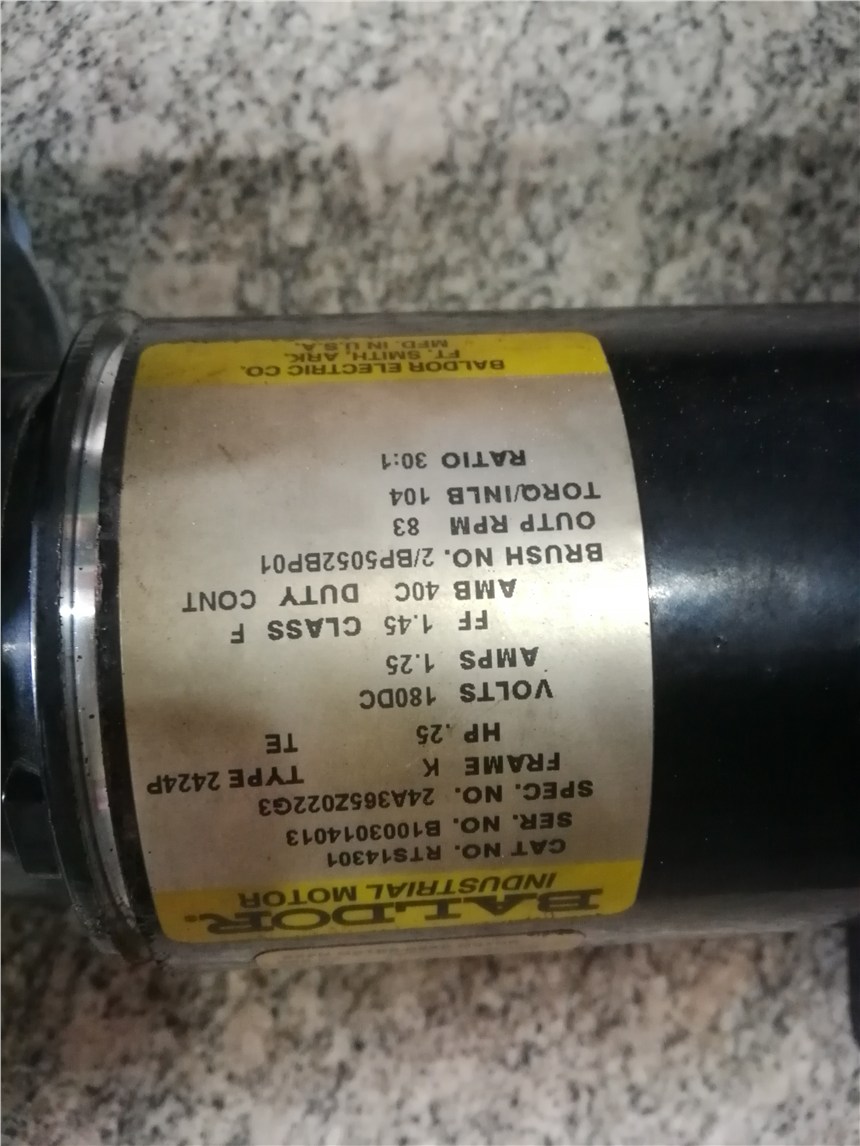 BALDOR.
INDUSTRIAL MOTOR
CAT NO. RTS14301
SER. NO. B1003014013
SPEC. NO. 24A365Z022G3
FRAME K TYPE 2424P
HP .25 TE
VOLTS 180DC
AMPS 1.25
FF 1.45 CLASS F
AMB 40C DUTY CONT
BRUSH NO. 2/BP5052BP01
OUTP RPM 83
TORQ/INLB 104
RATIO 30:1
BALDOR ELECTRIC CO.
FT. SMITH, ARK.
MFD. IN U.S.A.